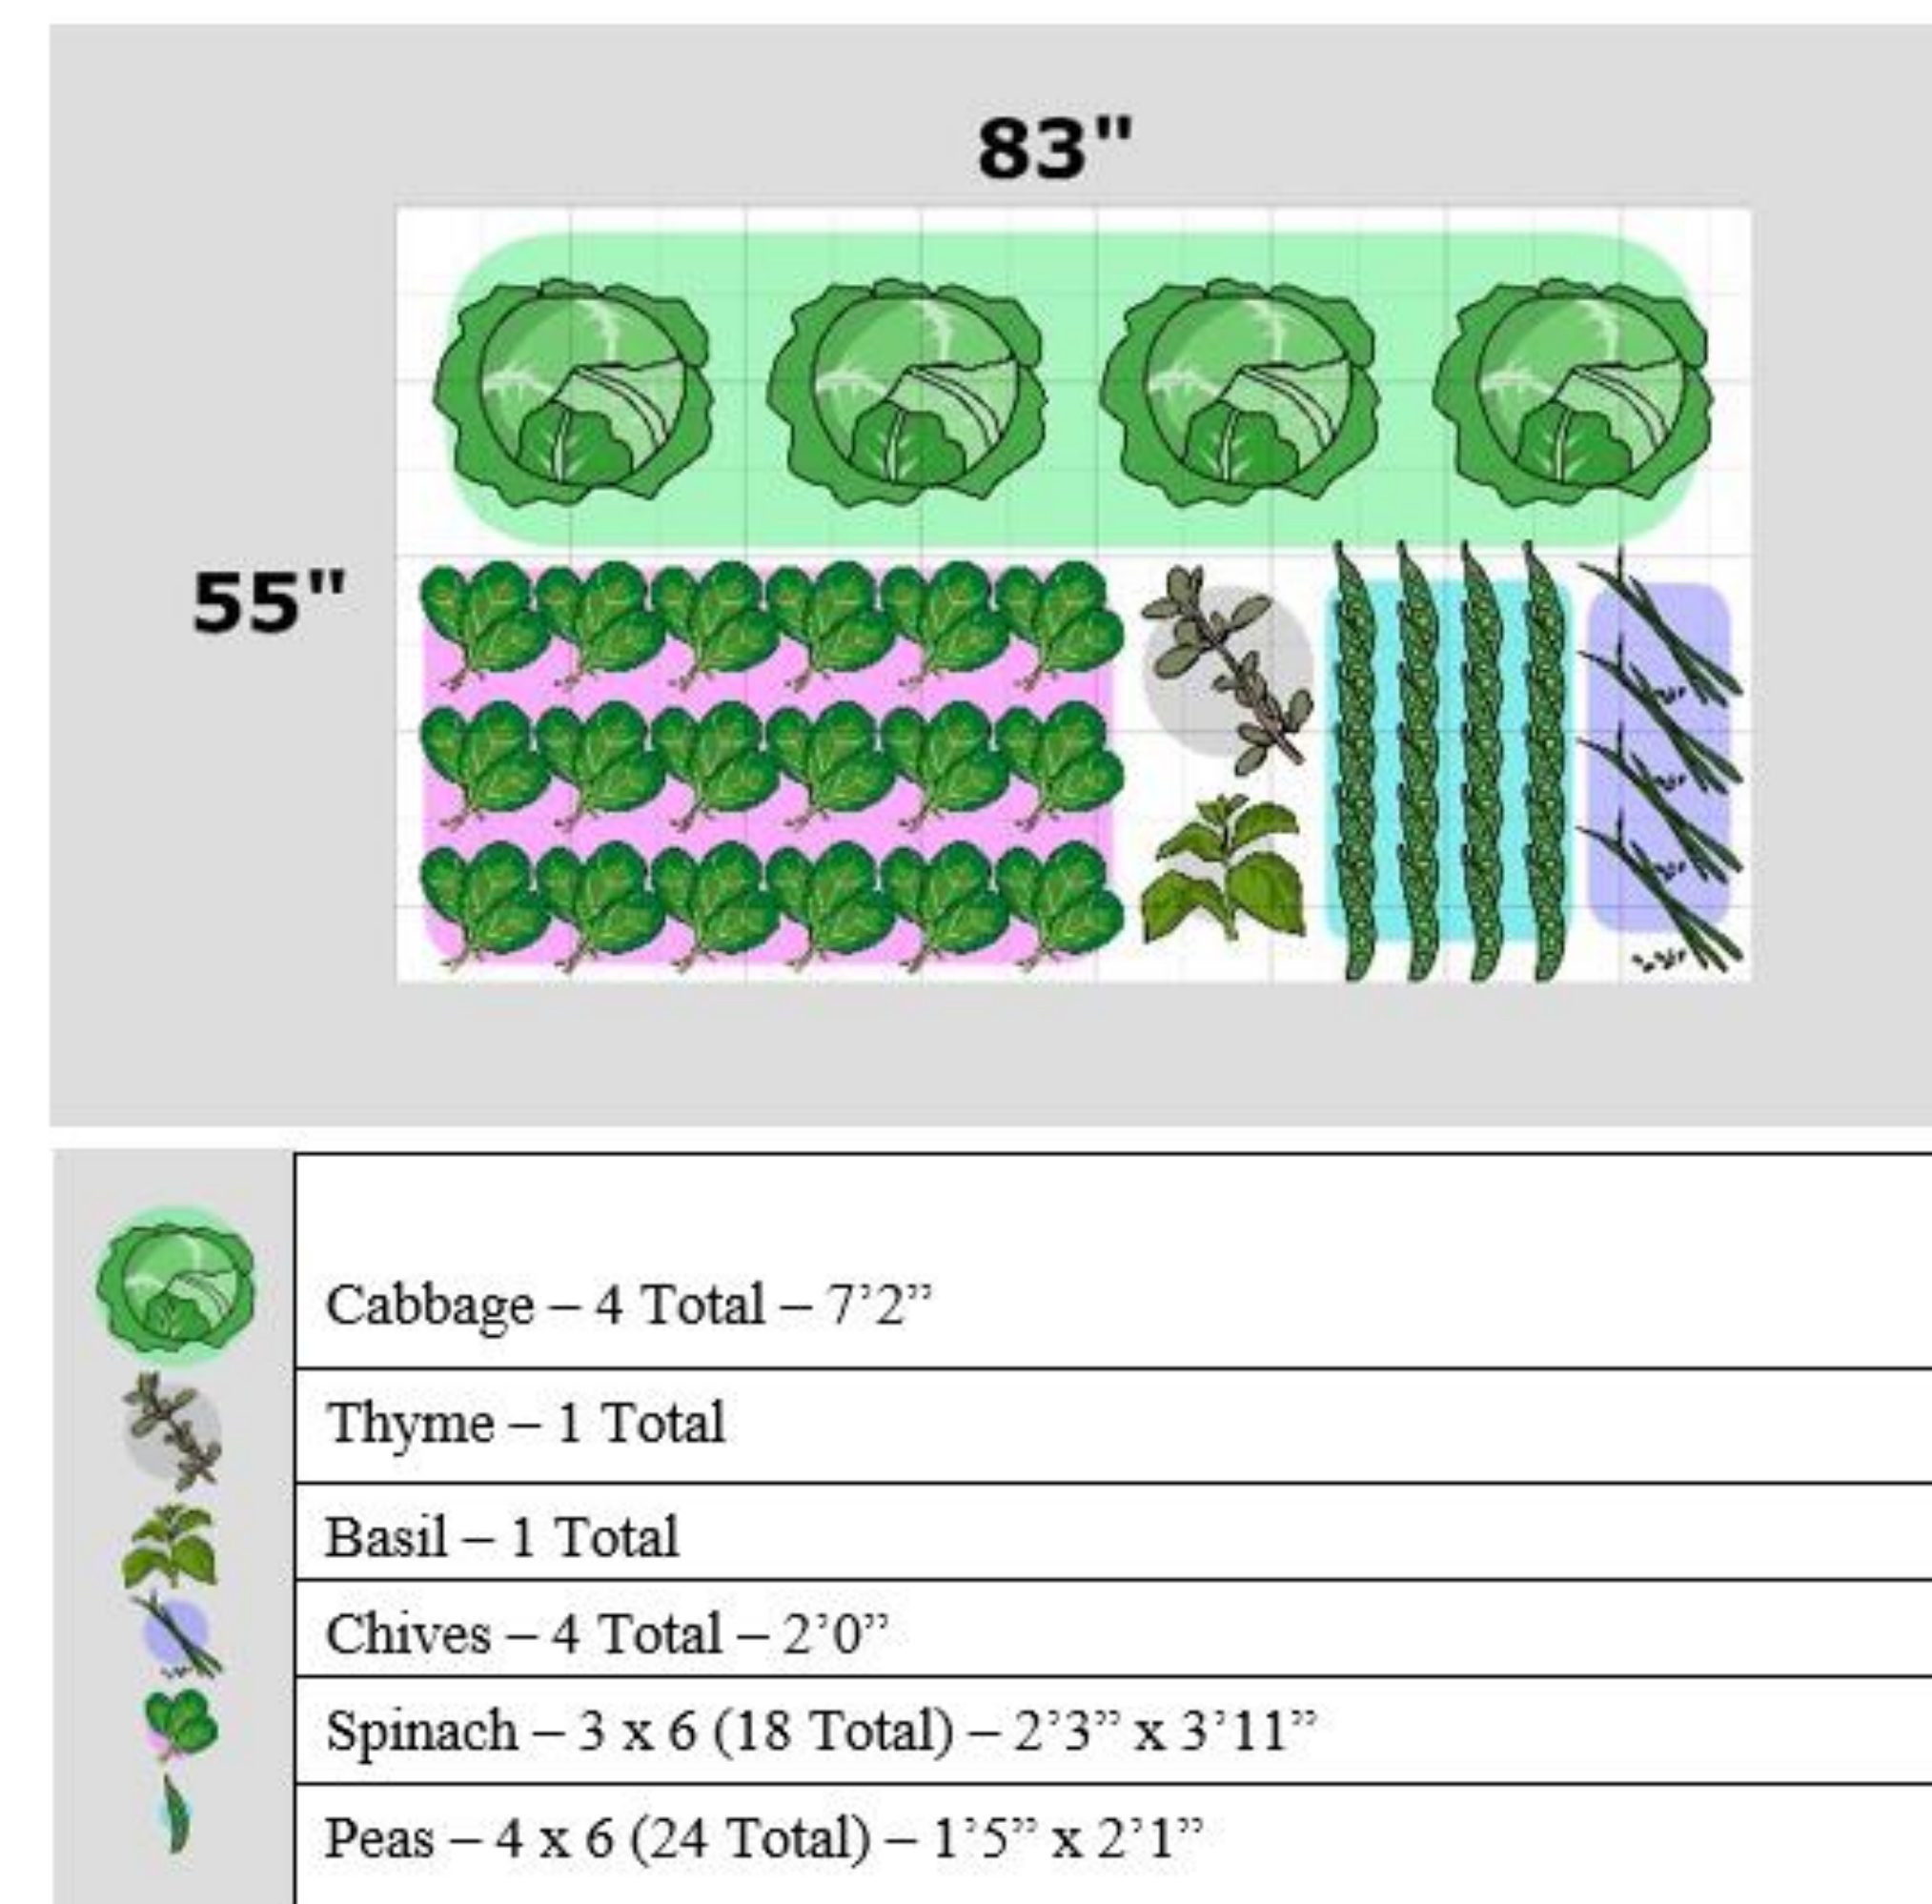 83"
55"
Cabbage – 4 Total – 7’2”
Thyme – 1 Total
Basil – 1 Total
Chives – 4 Total – 2’0”
Spinach – 3 x 6 (18 Total) – 2’3” x 3’11”
Peas – 4 x 6 (24 Total) – 1’5” x 2’1”